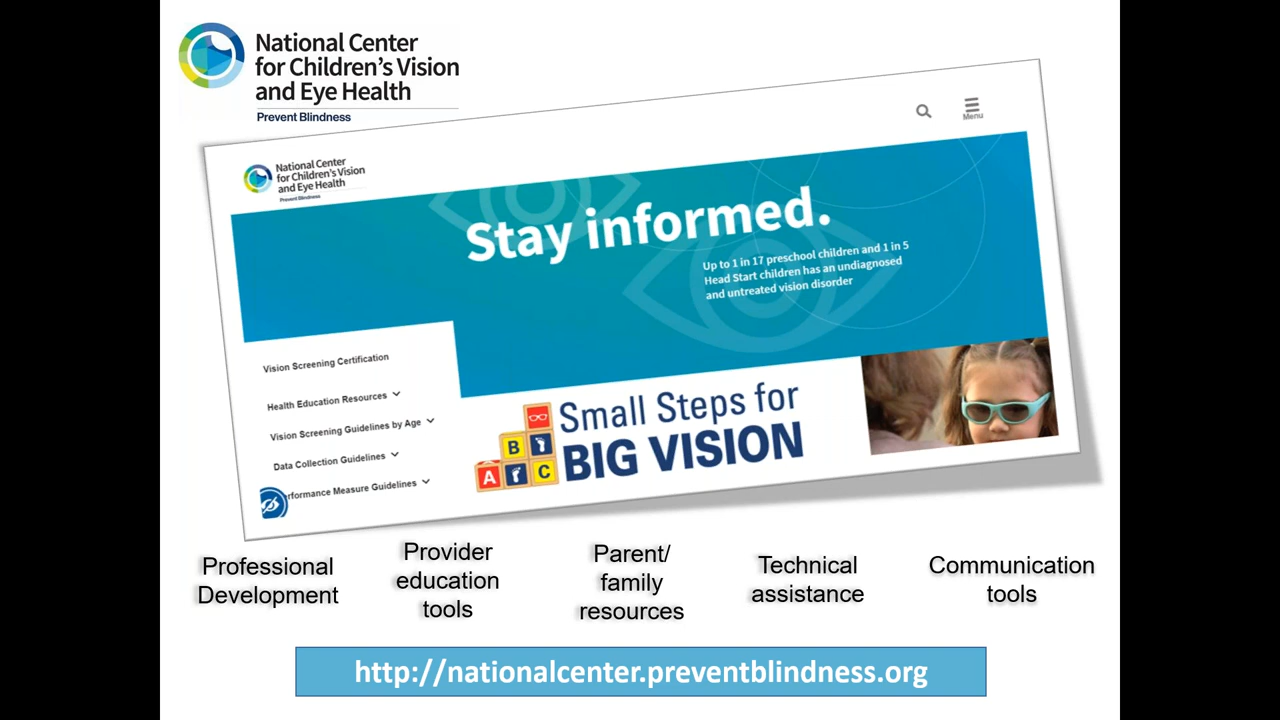 National Center
for Children's Vision
and Eye Health
Prevent Blindness
Menu
National Center
for Children's Vision
and Eye Health
Prevent Blindness
Stay informed.
Up to 1 in 17 preschool children and 1 in 5
Head Start children has an undiagnosed
and untreated vision disorder
Vision Screening Certification
Health Education Resources
Vision Screening Guidelines by Age
Data Collection Guidelines
rformance Measure Guidelines
Small Steps for
BIG VISION
B
A
C
Professional
Development
Provider
education
tools
Parent/
family
resources
Technical
assistance
Communication
tools
http://nationalcenter.preventblindness.org